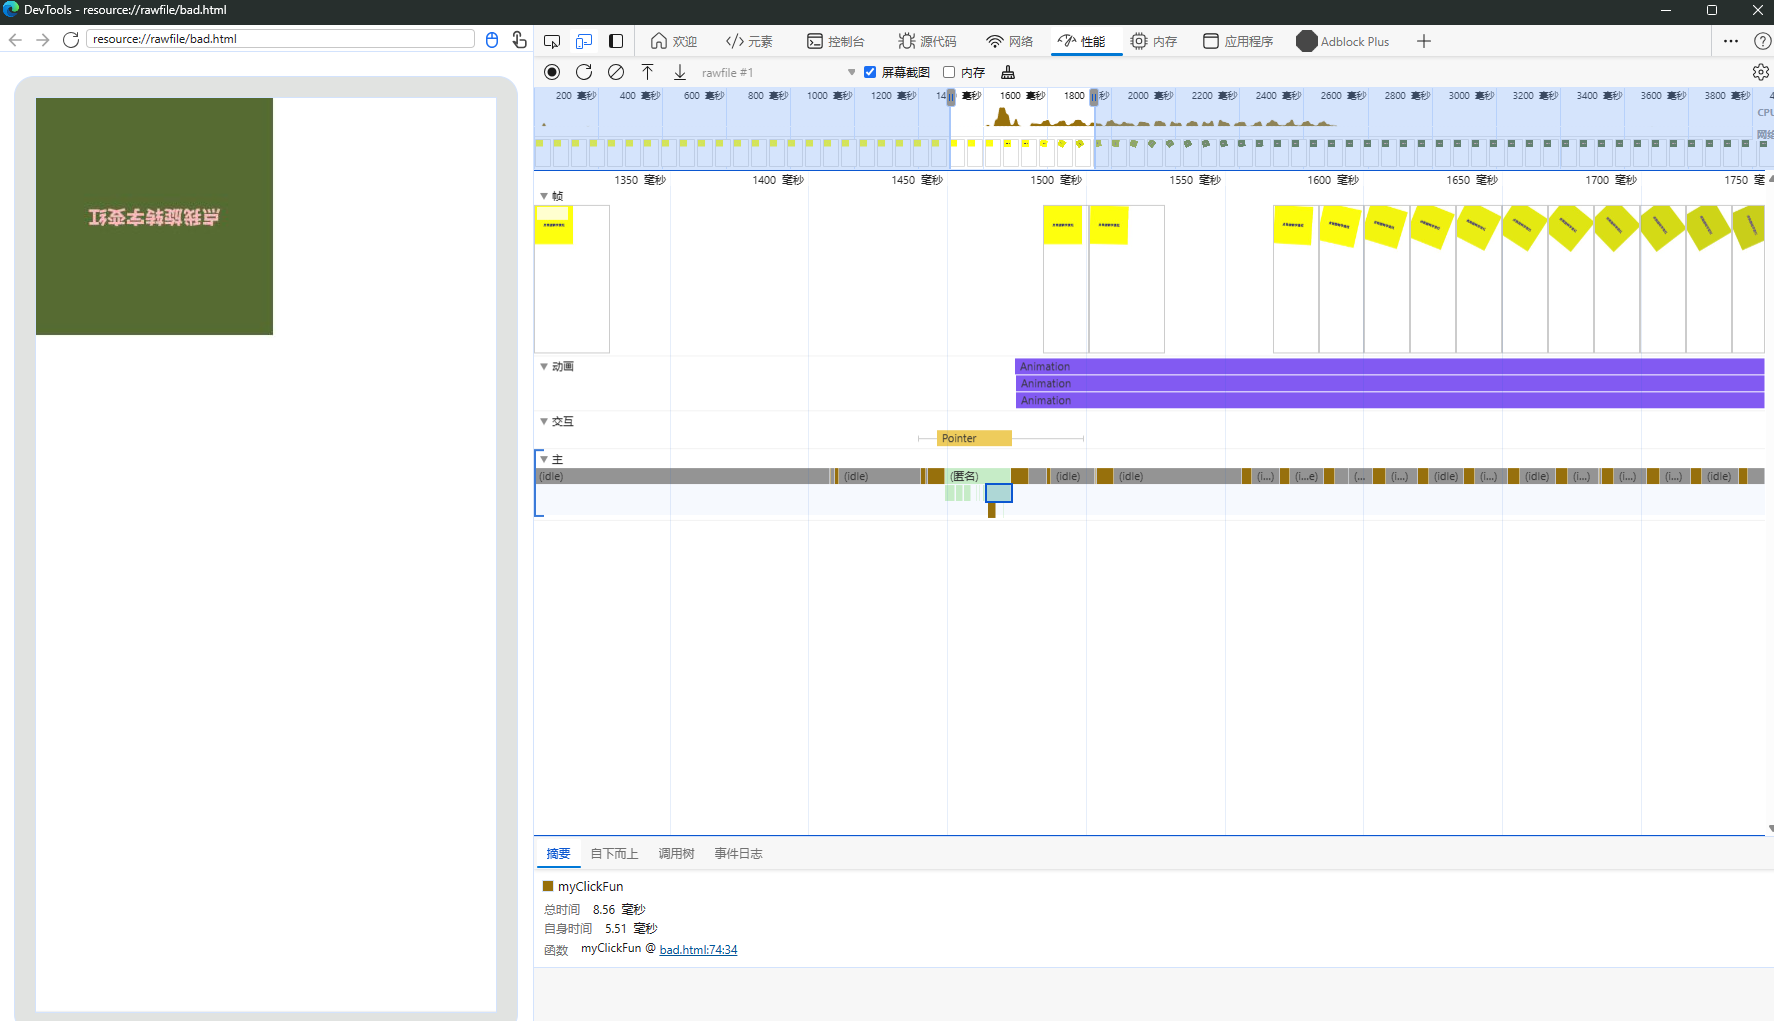 DevTools - resource://rawfile/bad.html
resource://rawfile/bad.html
欢迎
元素
控制台
源代码
网络
性能
内存
应用程序
Adblock Plus
rawfile #1
屏幕截图
内存
200 毫秒 400 毫秒 600 毫秒 800 毫秒 1000 毫秒 1200 毫秒 14 毫秒 1600 毫秒 1800 毫秒 2000 毫秒 2200 毫秒 2400 毫秒 2600 毫秒 2800 毫秒 3000 毫秒 3200 毫秒 3400 毫秒 3600 毫秒 3800 毫秒 4
CPU
网络
1350 毫秒 1400 毫秒 1450 毫秒 1500 毫秒 1550 毫秒 1600 毫秒 1650 毫秒 1700 毫秒 1750 毫
点我旋转字变红
帧
动画
Animation
Animation
Animation
交互
Pointer
主
(idle) (idle) (匿名) (idle) (idle) (i...) (i...e) (... (i...) (idle) (i...) (idle) (i...) (i...) (i...) (idle)
摘要
自下而上
调用树
事件日志
myClickFun
总时间 8.56 毫秒
自身时间 5.51 毫秒
函数 myClickFun @ bad.html:74:34